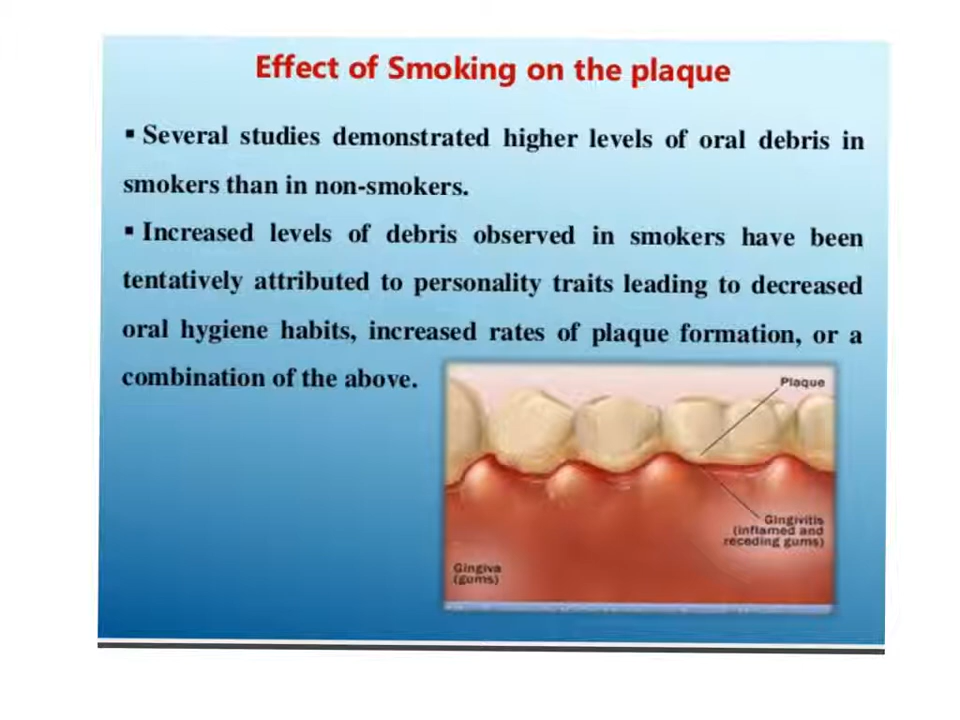 Effect of Smoking on the plaque
▪ Several studies demonstrated higher levels of oral debris in
smokers than in non-smokers.
▪ Increased levels of debris observed in smokers have been
tentatively attributed to personality traits leading to decreased
oral hygiene habits, increased rates of plaque formation, or a
combination of the above.
Plaque
Gingivitis
(inflamed and
receding gums)
Gingiva
(gums)